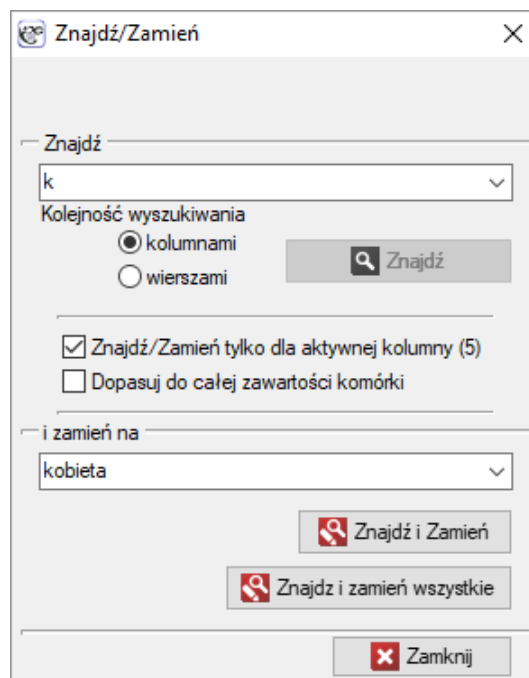 Znajdź/Zamień
Znajdź
k
Kolejność wyszukiwania
kolumnami
Znajdź
wierszami
Znajdź/Zamień tylko dla aktywnej kolumny (5)
Dopasuj do całej zawartości komórki
i zamień na
kobieta
Znajdź i Zamień
Znajdz i zamień wszystkie
Zamknij